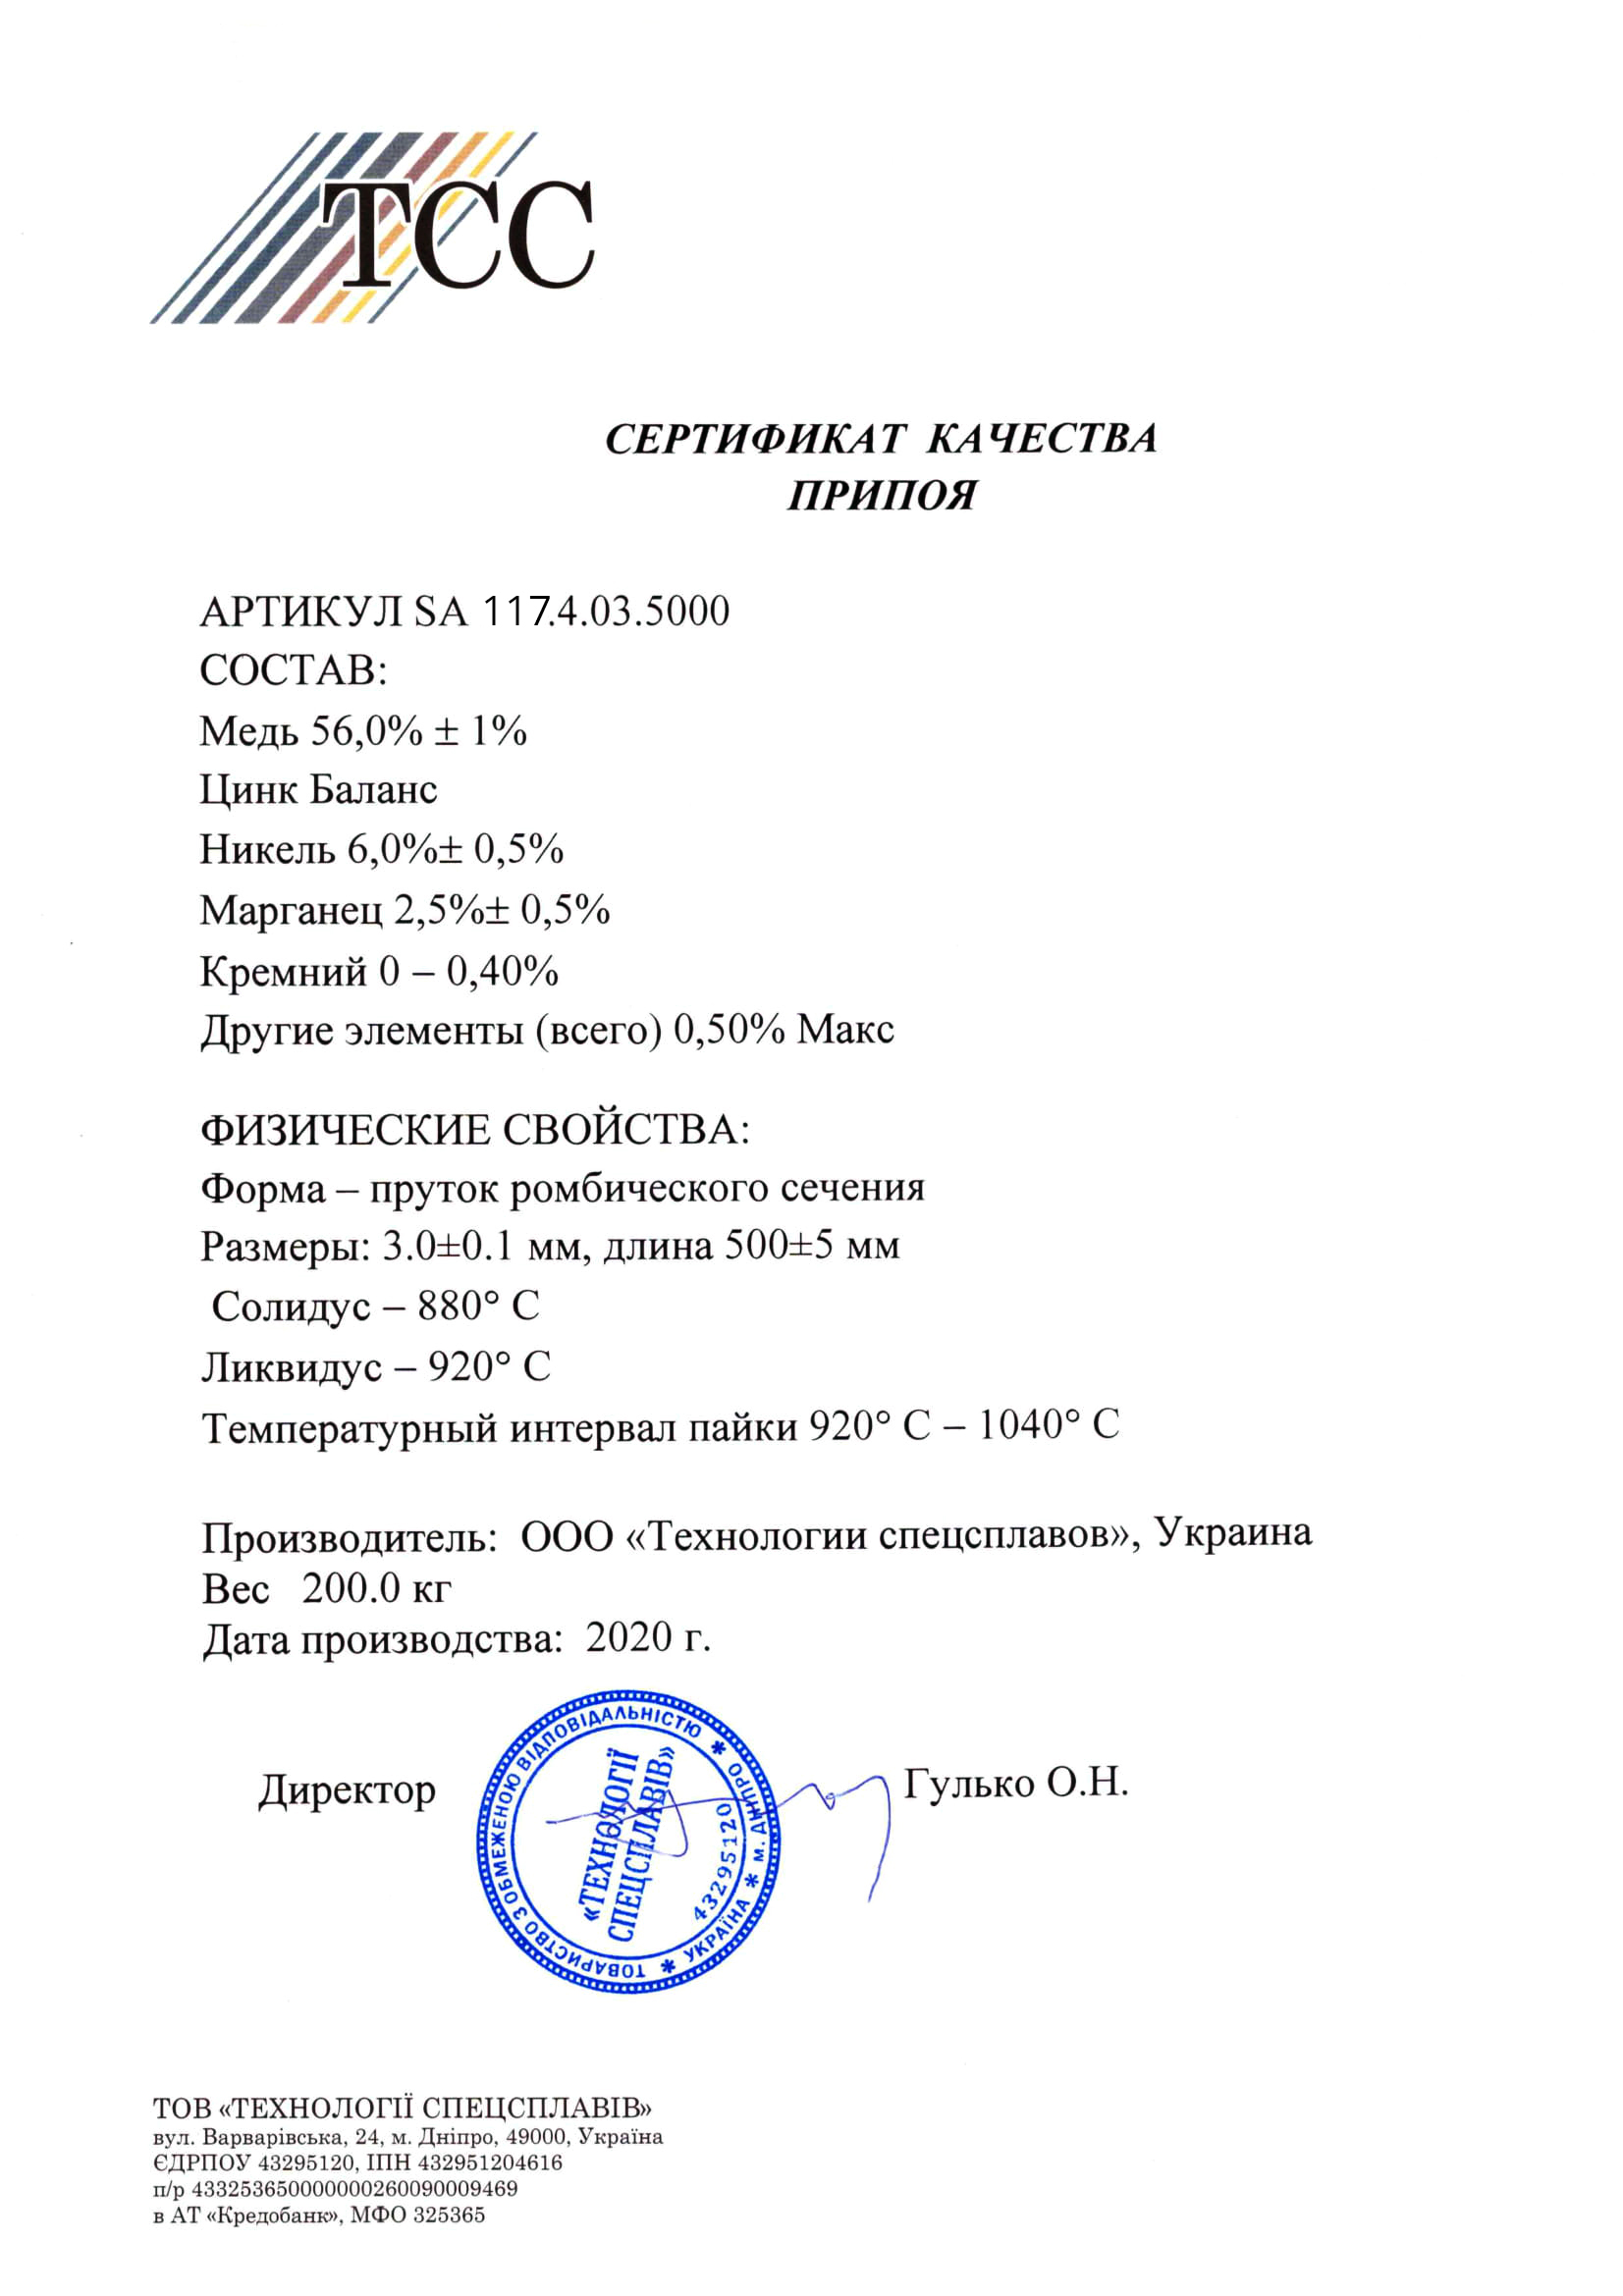 ТСС
СЕРТИФИКАТ КАЧЕСТВА
ПРИПОЯ
АРТИКУЛ SA 117.4.03.5000
СОСТАВ:
Медь 56,0% ± 1%
Цинк Баланс
Никель 6,0%± 0,5%
Марганец 2,5%± 0,5%
Кремний 0 – 0,40%
Другие элементы (всего) 0,50% Макс
ФИЗИЧЕСКИЕ СВОЙСТВА:
Форма – пруток ромбического сечения
Размеры: 3.0±0.1 мм, длина 500±5 мм
Солидус – 880° С
Ликвидус – 920° С
Температурный интервал пайки 920° С – 1040° С
Производитель: ООО «Технологии спецсплавов», Украина
Вес 200.0 кг
Дата производства: 2020 г.
Директор
Гулько О.Н.
ТОВАРИСТВО З ОБМЕЖЕНОЮ ВІДПОВІДАЛЬНІСТЮ * м. ДНІПРО * УКРАЇНА *
«ТЕХНОЛОГІЇ
СПЕЦСПЛАВІВ»
43295120
ТОВ «ТЕХНОЛОГІЇ СПЕЦСПЛАВІВ»
вул. Варварівська, 24, м. Дніпро, 49000, Україна
ЄДРПОУ 43295120, ІПН 432951204616
п/р 433253650000000260090009469
в АТ «Кредобанк», МФО 325365